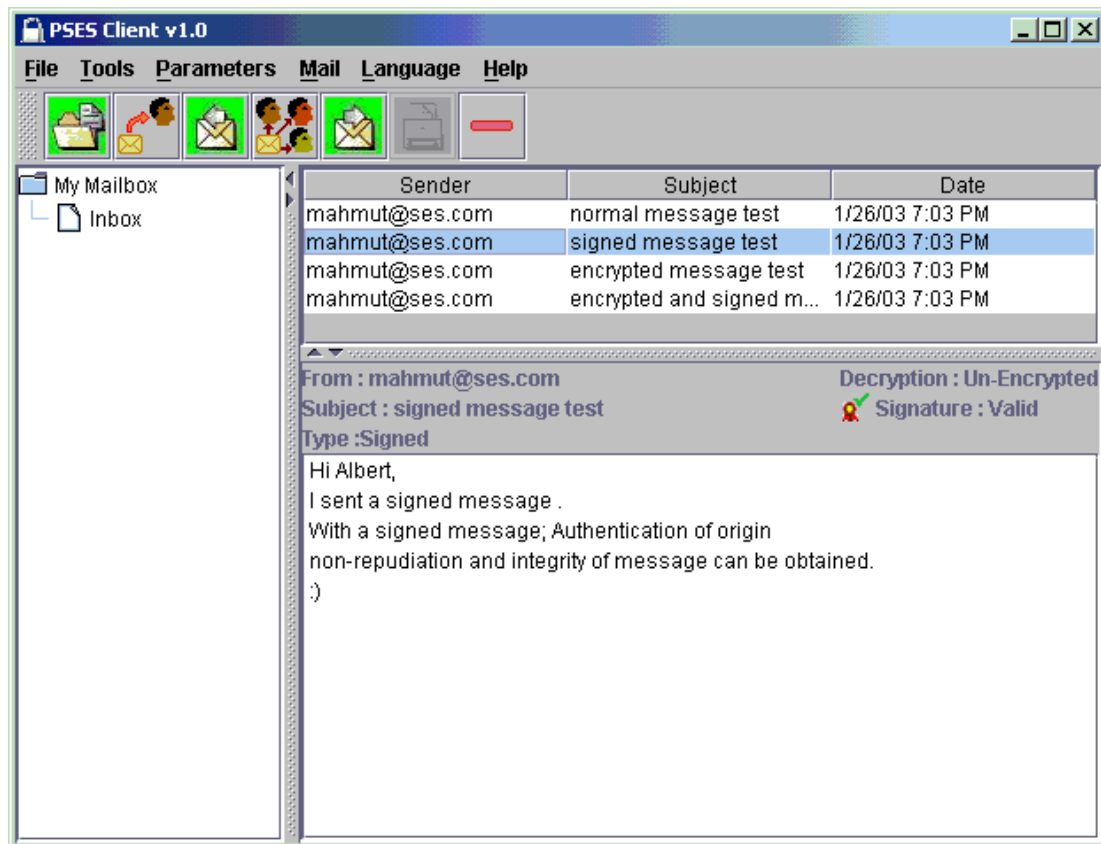 PSES Client v1.0
File Tools Parameters Mail Language Help
My Mailbox
Inbox
Sender Subject Date
mahmut@ses.com normal message test 1/26/03 7:03 PM
mahmut@ses.com signed message test 1/26/03 7:03 PM
mahmut@ses.com encrypted message test 1/26/03 7:03 PM
mahmut@ses.com encrypted and signed m... 1/26/03 7:03 PM
From : mahmut@ses.com Decryption : Un-Encrypted
Subject : signed message test Signature : Valid
Type :Signed
Hi Albert,
I sent a signed message .
With a signed message; Authentication of origin
non-repudiation and integrity of message can be obtained.
:)